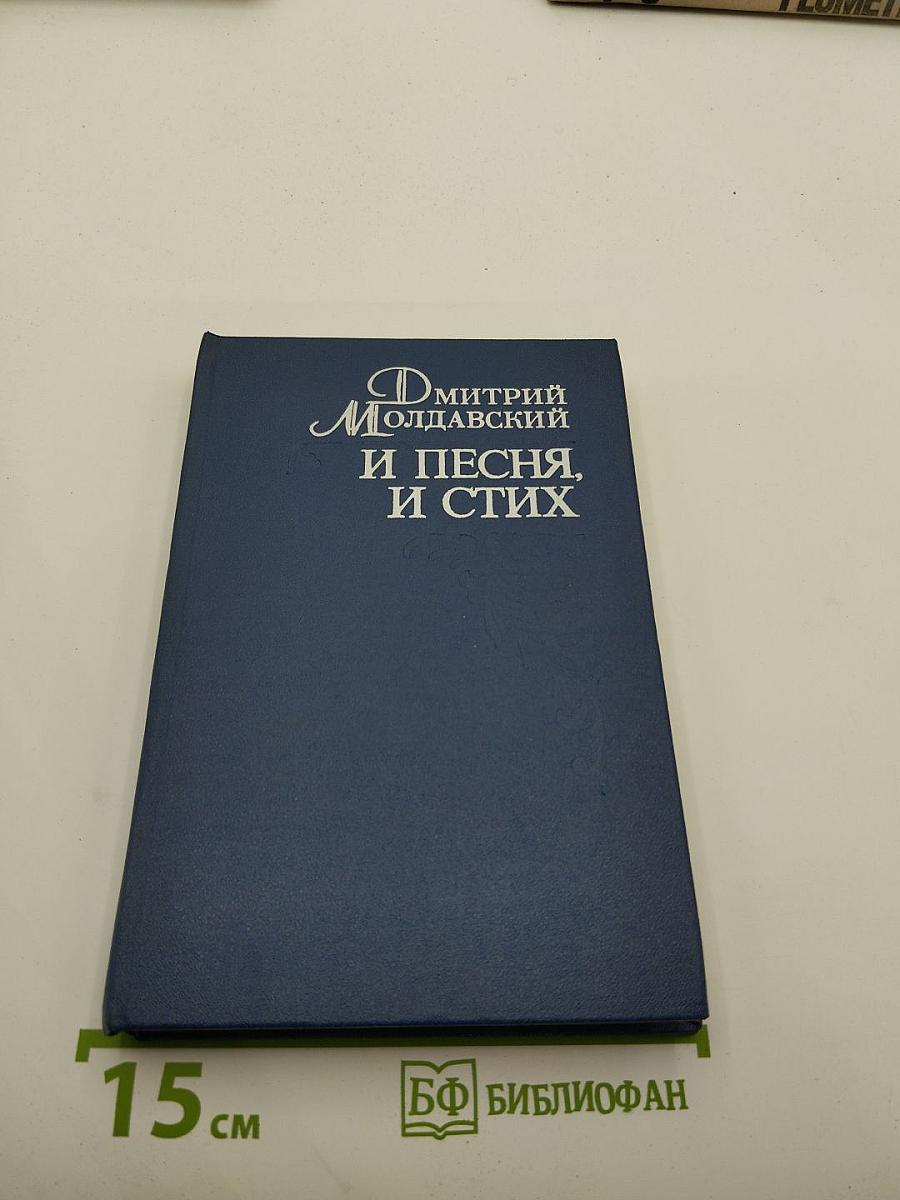 Дмитрий
Молдавский
И ПЕСНЯ,
И СТИХ
15 см
БФ БИБЛИОФАН